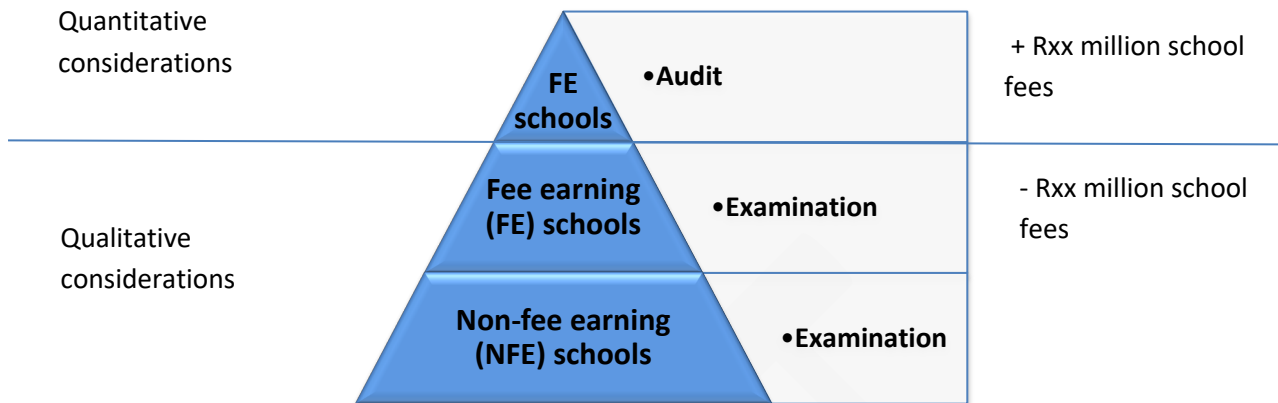 Quantitative
considerations
FE
schools
•Audit
+ Rxx million school
fees
Fee earning
(FE) schools
•Examination
- Rxx million school
fees
Qualitative
considerations
Non-fee earning
(NFE) schools
•Examination